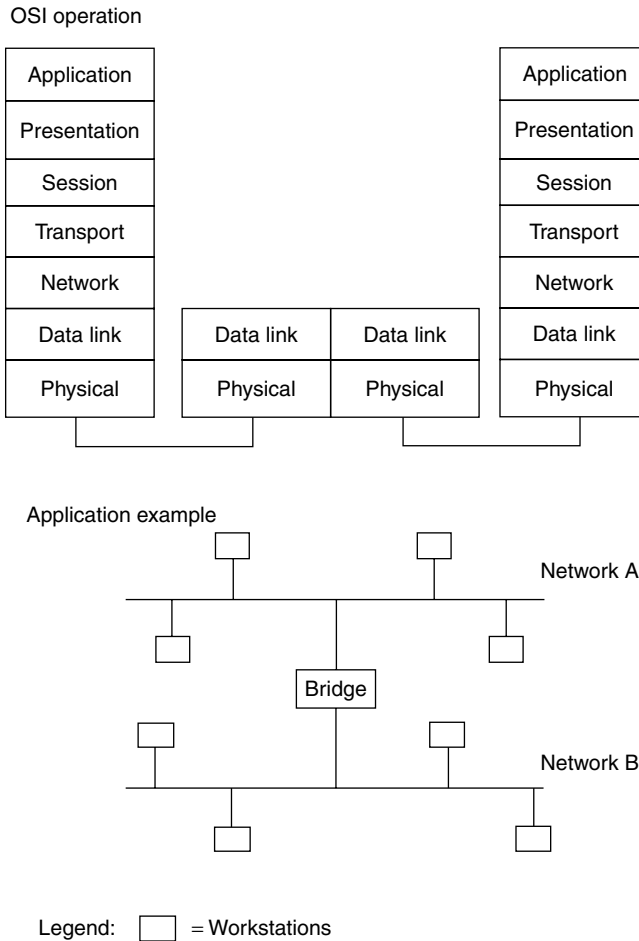 OSI operation
Application
Presentation
Session
Transport
Network
Data link
Physical
Data link
Data link
Physical
Physical
Application
Presentation
Session
Transport
Network
Data link
Physical
Application example
Network A
Bridge
Network B
Legend: = Workstations